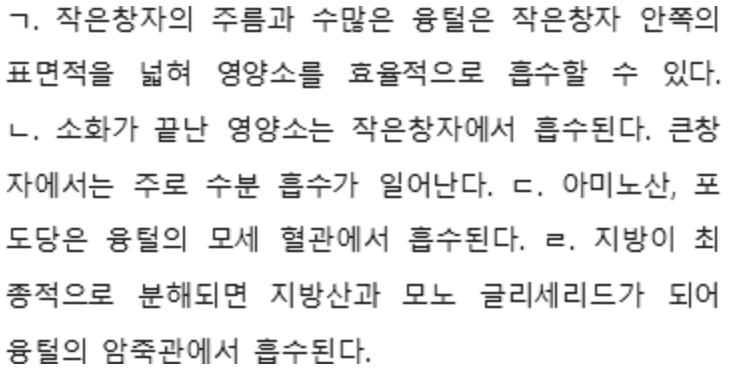 ㄱ. 작은창자의 주름과 수많은 융털은 작은창자 안쪽의
표면적을 넓혀 영양소를 효율적으로 흡수할 수 있다.
ㄴ. 소화가 끝난 영양소는 작은창자에서 흡수된다. 큰창
자에서는 주로 수분 흡수가 일어난다. ㄷ. 아미노산, 포
도당은 융털의 모세 혈관에서 흡수된다. ㄹ. 지방이 최
종적으로 분해되면 지방산과 모노 글리세리드가 되어
융털의 암죽관에서 흡수된다.